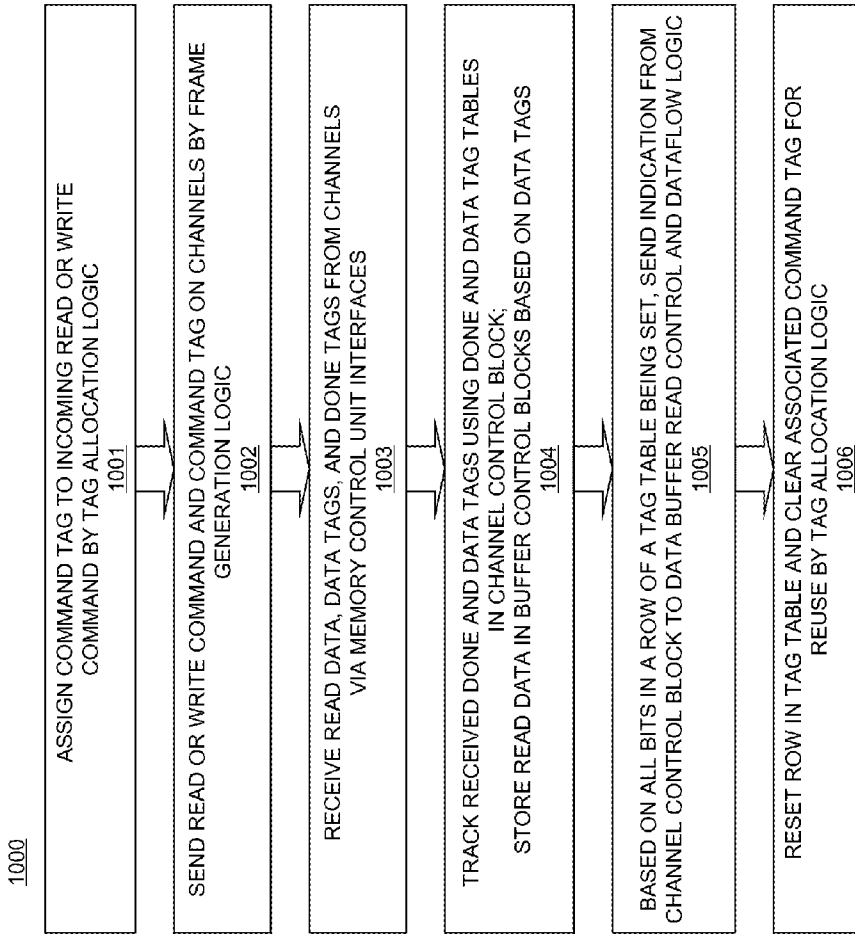 1000
ASSIGN COMMAND TAG TO INCOMING READ OR WRITE
COMMAND BY TAG ALLOCATION LOGIC
1001
SEND READ OR WRITE COMMAND AND COMMAND TAG ON CHANNELS BY FRAME
GENERATION LOGIC
1002
RECEIVE READ DATA, DATA TAGS, AND DONE TAGS FROM CHANNELS
VIA MEMORY CONTROL UNIT INTERFACES
1003
TRACK RECEIVED DONE AND DATA TAGS USING DONE AND DATA TAG TABLES
IN CHANNEL CONTROL BLOCK;
STORE READ DATA IN BUFFER CONTROL BLOCKS BASED ON DATA TAGS
1004
BASED ON ALL BITS IN A ROW OF A TAG TABLE BEING SET, SEND INDICATION FROM
CHANNEL CONTROL BLOCK TO DATA BUFFER READ CONTROL AND DATAFLOW LOGIC
1005
RESET ROW IN TAG TABLE AND CLEAR ASSOCIATED COMMAND TAG FOR
REUSE BY TAG ALLOCATION LOGIC
1006